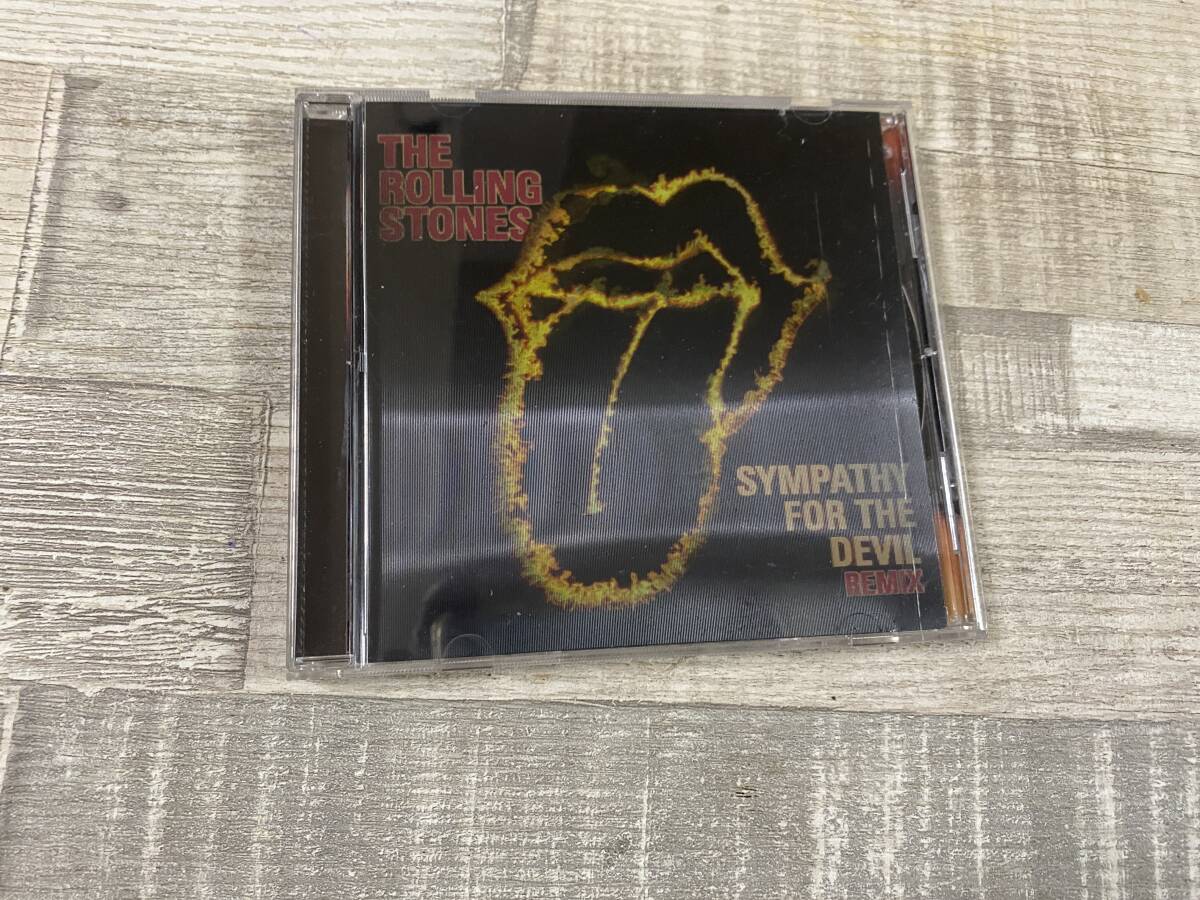 THE
ROLLING
STONES
SYMPATHY
FOR THE
DEVIL
REMIX